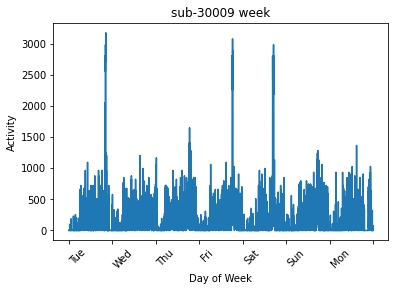 sub-30009 week
Activity
3000
2500
2000
1500
1000
500
0
Tue
Wed
Thu
Fri
Sat
Sun
Mon
Day of Week